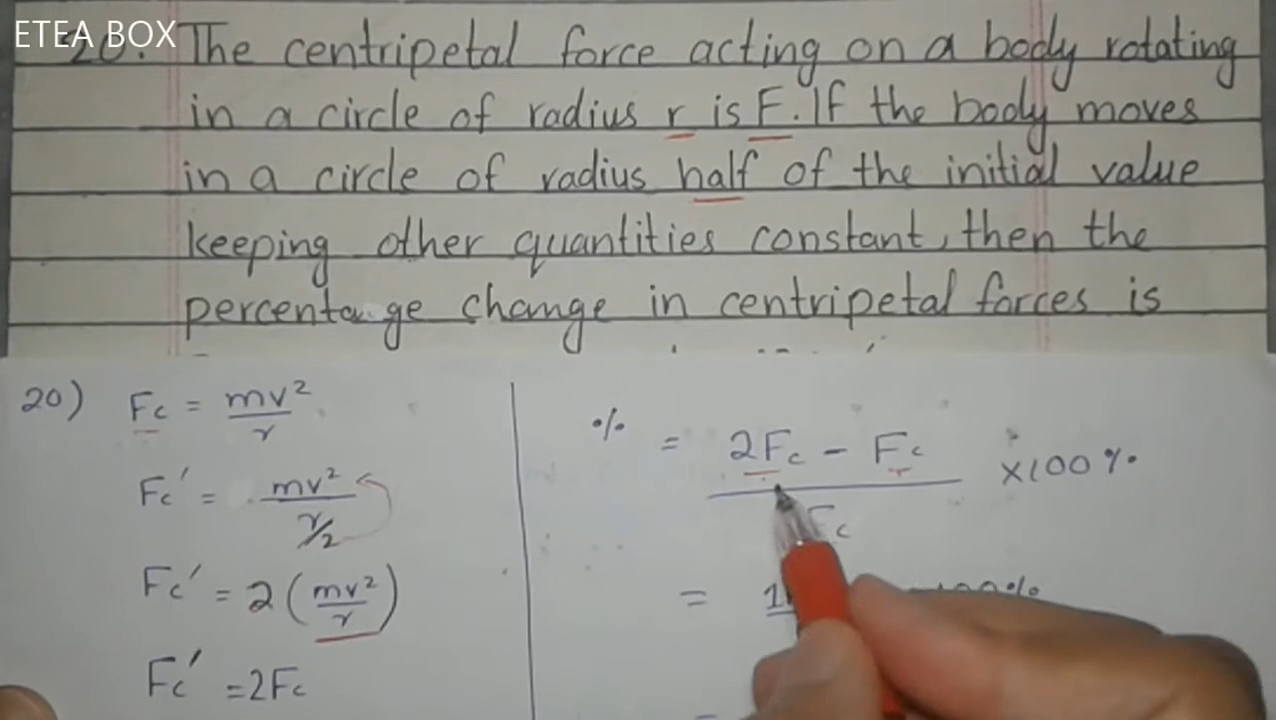 ETEA BOX
20. The centripetal force acting on a body rotating
in a circle of radius r is F. If the body moves
in a circle of radius half of the initial value
keeping other quantities constant, then the
percentage change in centripetal forces is
20) Fc = mv²/r
Fc' = mv²/r/2
Fc' = 2(mv²/r)
Fc' = 2Fc
% = 2Fc - Fc/Fc ×100%
=